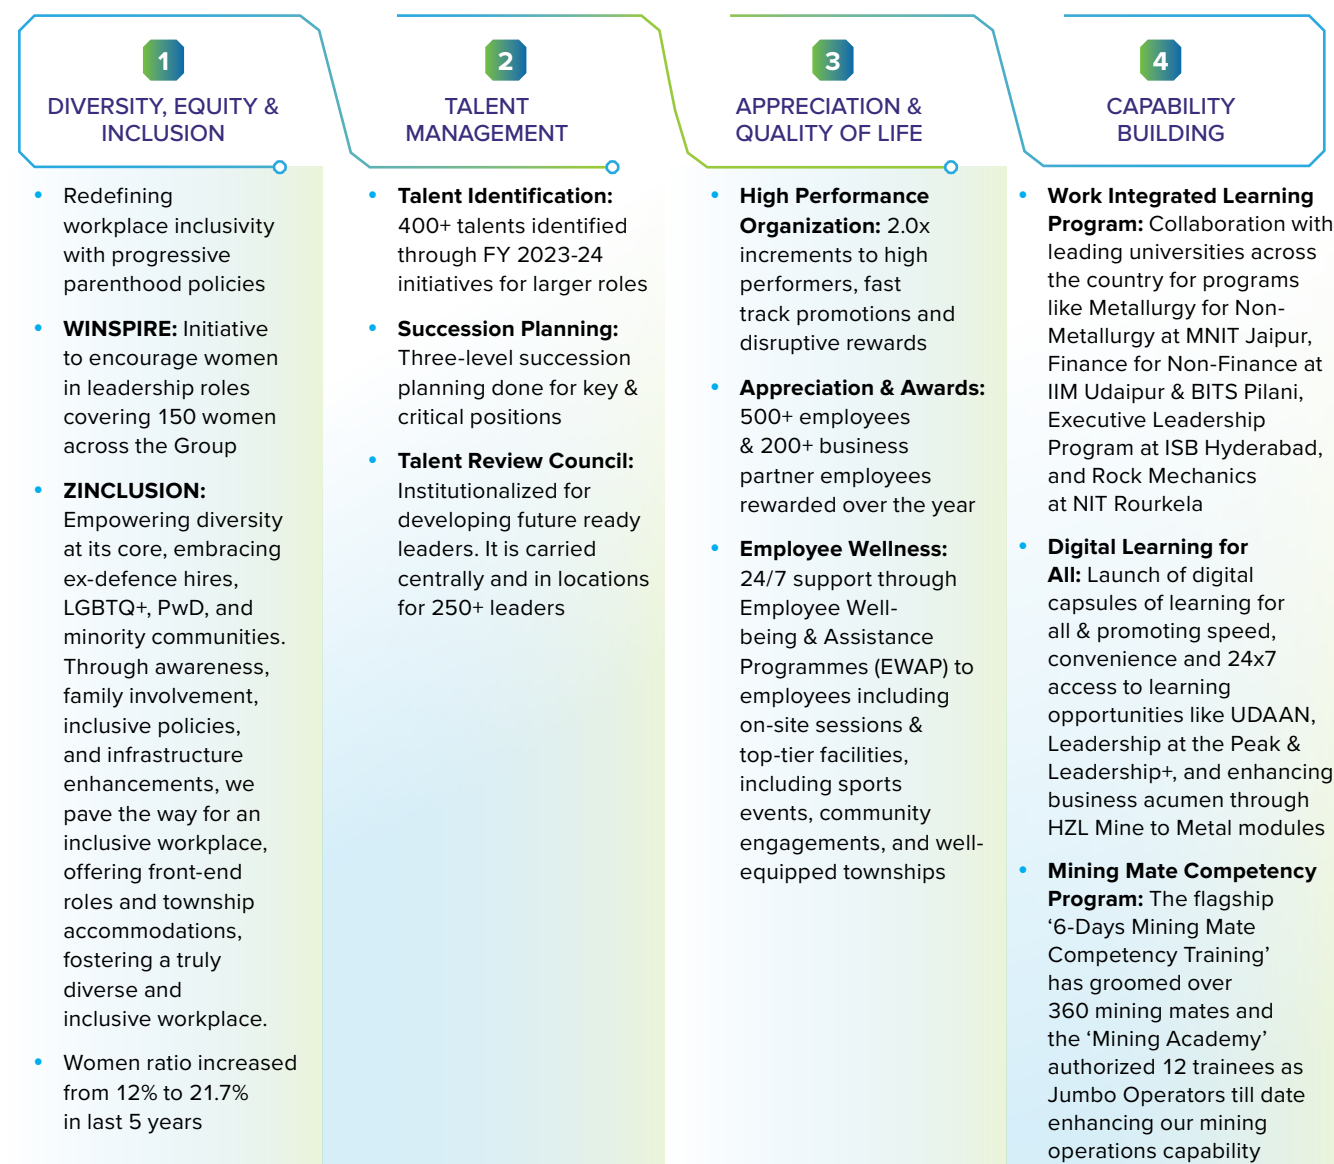 1
DIVERSITY, EQUITY &
INCLUSION
• Redefining
workplace inclusivity
with progressive
parenthood policies
• WINSPIRE: Initiative
to encourage women
in leadership roles
covering 150 women
across the Group
• ZINCLUSION:
Empowering diversity
at its core, embracing
ex-defence hires,
LGBTQ+, PwD, and
minority communities.
Through awareness,
family involvement,
inclusive policies,
and infrastructure
enhancements, we
pave the way for an
inclusive workplace,
offering front-end
roles and township
accommodations,
fostering a truly
diverse and
inclusive workplace.
• Women ratio increased
from 12% to 21.7%
in last 5 years
2
TALENT
MANAGEMENT
• Talent Identification:
400+ talents identified
through FY 2023-24
initiatives for larger roles
• Succession Planning:
Three-level succession
planning done for key &
critical positions
• Talent Review Council:
Institutionalized for
developing future ready
leaders. It is carried
centrally and in locations
for 250+ leaders
3
APPRECIATION &
QUALITY OF LIFE
• High Performance
Organization: 2.0x
increments to high
performers, fast
track promotions and
disruptive rewards
• Appreciation & Awards:
500+ employees
& 200+ business
partner employees
rewarded over the year
• Employee Wellness:
24/7 support through
Employee Well-
being & Assistance
Programmes (EWAP) to
employees including
on-site sessions &
top-tier facilities,
including sports
events, community
engagements, and well-
equipped townships
4
CAPABILITY
BUILDING
• Work Integrated Learning
Program: Collaboration with
leading universities across
the country for programs
like Metallurgy for Non-
Metallurgy at MNIT Jaipur,
Finance for Non-Finance at
IIM Udaipur & BITS Pilani,
Executive Leadership
Program at ISB Hyderabad,
and Rock Mechanics
at NIT Rourkela
• Digital Learning for
All: Launch of digital
capsules of learning for
all & promoting speed,
convenience and 24x7
access to learning
opportunities like UDAAN,
Leadership at the Peak &
Leadership+, and enhancing
business acumen through
HZL Mine to Metal modules
• Mining Mate Competency
Program: The flagship
‘6-Days Mining Mate
Competency Training’
has groomed over
360 mining mates and
the ‘Mining Academy’
authorized 12 trainees as
Jumbo Operators till date
enhancing our mining
operations capability